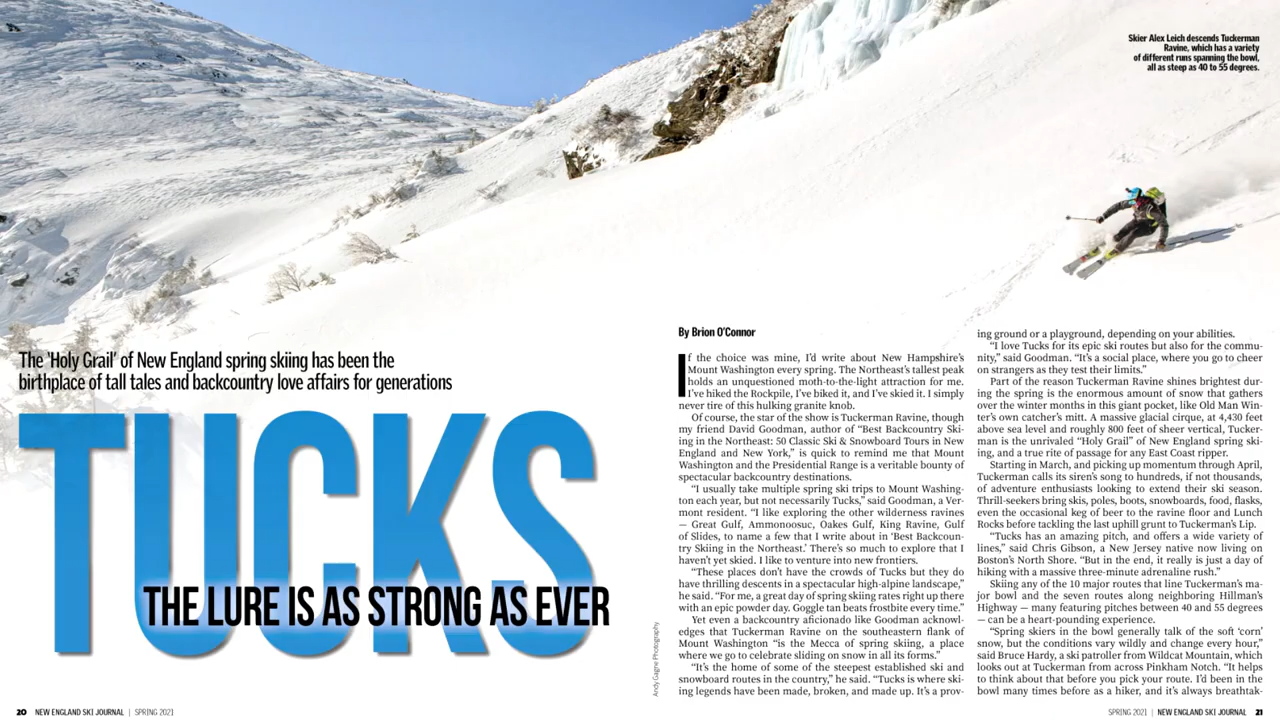 Skier Alex Leich descends Tuckerman
Ravine, which has a variety
of different runs spanning the bowl,
all as steep as 40 to 55 degrees.
The 'Holy Grail' of New England spring skiing has been the
birthplace of tall tales and backcountry love affairs for generations
TUCKS
THE LURE IS AS STRONG AS EVER
By Brion O'Connor
If the choice was mine, I'd write about New Hampshire's
Mount Washington every spring. The Northeast's tallest peak
holds an unquestioned moth-to-the-light attraction for me.
I've hiked the Rockpile, I've biked it, and I've skied it. I simply
never tire of this hulking granite knob.
Of course, the star of the show is Tuckerman Ravine, though
my friend David Goodman, author of "Best Backcountry Ski-
ing in the Northeast: 50 Classic Ski & Snowboard Tours in New
England and New York," is quick to remind me that Mount
Washington and the Presidential Range is a veritable bounty of
spectacular backcountry destinations.
"I usually take multiple spring ski trips to Mount Washing-
ton each year, but not necessarily Tucks," said Goodman, a Ver-
mont resident. "I like exploring the other wilderness ravines
— Great Gulf, Ammonoosuc, Oakes Gulf, King Ravine, Gulf
of Slides, to name a few that I write about in 'Best Backcoun-
try Skiing in the Northeast.' There's so much to explore that I
haven't yet skied. I like to venture into new frontiers.
"These places don't have the crowds of Tucks but they do
have thrilling descents in a spectacular high-alpine landscape,"
he said. "For me, a great day of spring skiing rates right up there
with an epic powder day. Goggle tan beats frostbite every time."
Yet even a backcountry aficionado like Goodman acknowl-
edges that Tuckerman Ravine on the southeastern flank of
Mount Washington "is the Mecca of spring skiing, a place
where we go to celebrate sliding on snow in all its forms."
"It's the home of some of the steepest established ski and
snowboard routes in the country," he said. "Tucks is where ski-
ing legends have been made, broken, and made up. It's a prov-
ing ground or a playground, depending on your abilities.
"I love Tucks for its epic ski routes but also for the commu-
nity," said Goodman. "It's a social place, where you go to cheer
on strangers as they test their limits."
Part of the reason Tuckerman Ravine shines brightest dur-
ing the spring is the enormous amount of snow that gathers
over the winter months in this giant pocket, like Old Man Win-
ter's own catcher's mitt. A massive glacial cirque, at 4,430 feet
above sea level and roughly 800 feet of sheer vertical, Tucker-
man is the unrivaled "Holy Grail" of New England spring ski-
ing, and a true rite of passage for any East Coast ripper.
Starting in March, and picking up momentum through April,
Tuckerman calls its siren's song to hundreds, if not thousands,
of adventure enthusiasts looking to extend their ski season.
Thrill-seekers bring skis, poles, boots, snowboards, food, flasks,
even the occasional keg of beer to the ravine floor and Lunch
Rocks before tackling the last uphill grunt to Tuckerman's Lip.
"Tucks has an amazing pitch, and offers a wide variety of
lines," said Chris Gibson, a New Jersey native now living on
Boston's North Shore. "But in the end, it really is just a day of
hiking with a massive three-minute adrenaline rush."
Skiing any of the 10 major routes that line Tuckerman's ma-
jor bowl and the seven routes along neighboring Hillman's
Highway — many featuring pitches between 40 and 55 degrees
— can be a heart-pounding experience.
"Spring skiers in the bowl generally talk of the soft 'corn'
snow, but the conditions vary wildly and change every hour,"
said Bruce Hardy, a ski patroller from Wildcat Mountain, which
looks out at Tuckerman from across Pinkham Notch. "It helps
to think about that before you pick your route. I'd been in the
bowl many times before as a hiker, and it's always breathtak-
Andy Gagne Photography
20 NEW ENGLAND SKI JOURNAL | SPRING 2021
SPRING 2021 | NEW ENGLAND SKI JOURNAL 21